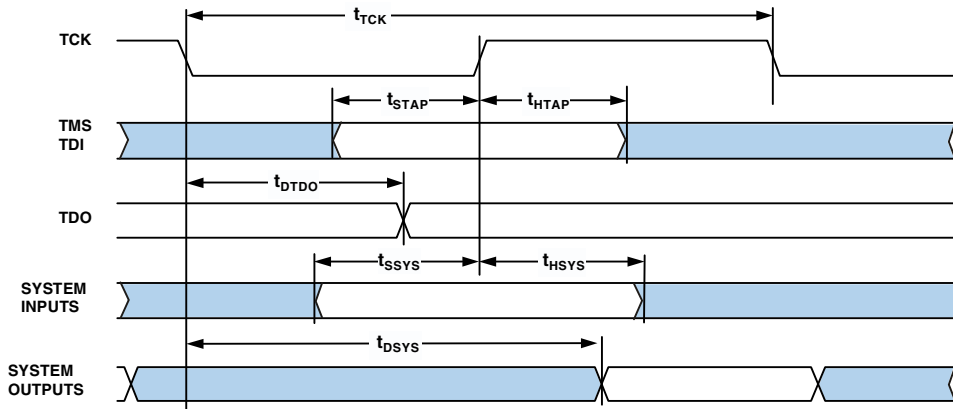 tTCK
TCK
tSTAP
tHTAP
TMS
TDI
tDTDO
TDO
tSSYS
tHSYS
SYSTEM
INPUTS
tDSYS
SYSTEM
OUTPUTS